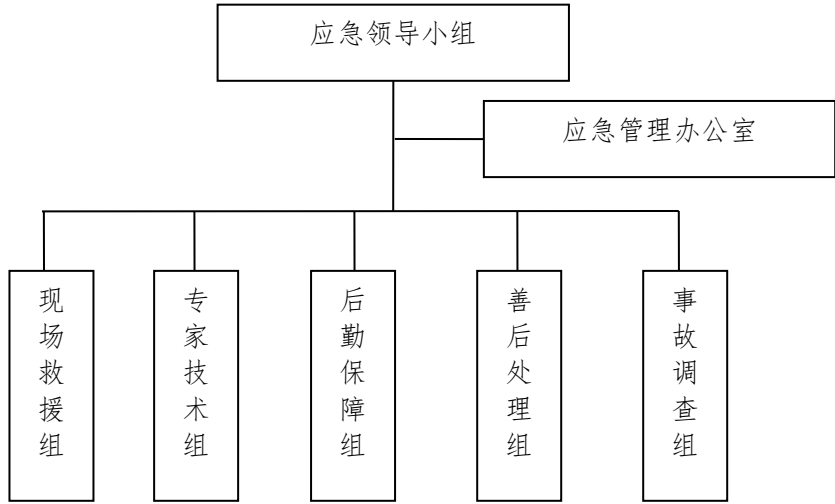 应急领导小组
应急管理办公室
现场救援组
专家技术组
后勤保障组
善后处理组
事故调查组